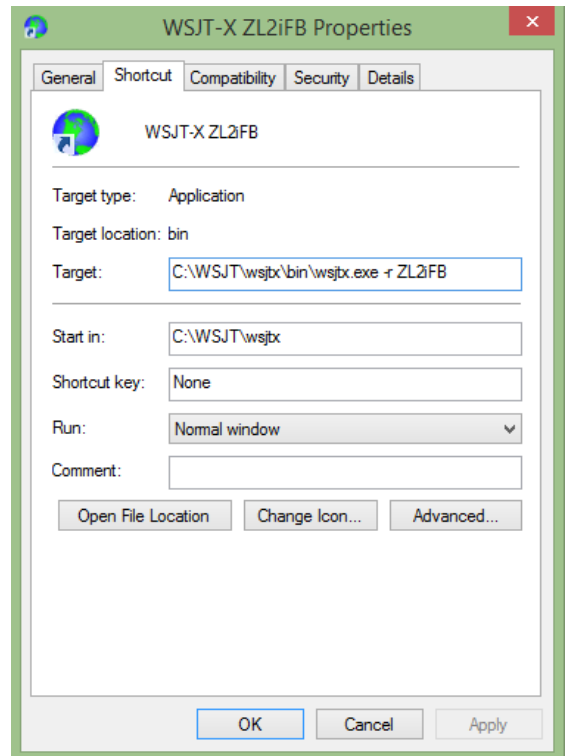 WSJT-X ZL2iFB Properties
General Shortcut Compatibility Security Details
WSJT-X ZL2iFB
Target type: Application
Target location: bin
Target: C:\WSJT\wsjtx\bin\wsjtx.exe -r ZL2iFB
Start in: C:\WSJT\wsjtx
Shortcut key: None
Run: Normal window
Comment:
Open File Location Change Icon... Advanced...
OK Cancel Apply